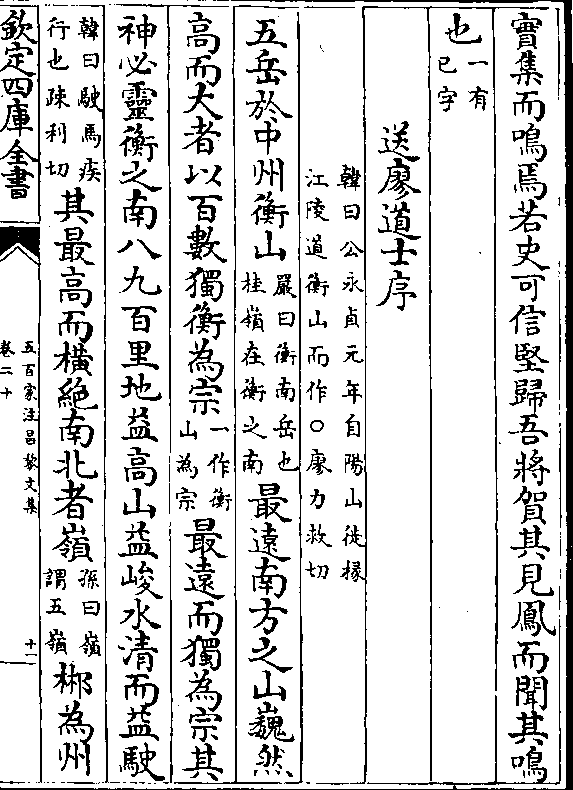 實集而鳴焉若史可信堅歸吾將賀其見鳳而聞其鳴
也一有已字
送廖道士序
韓曰公永貞元年自陽山徙掾江陵道衡山而作○廖力救切
五岳於中州衡山嚴曰衡南岳也桂嶺在衡之南最遠南方之山巍然
高而大者以百數獨衡為宗一作衡山為宗最遠而獨為宗其
神必靈衡之南八九百里地益高山益峻水清而益駛
韓曰駛馬疾行也疎利切其最高而橫絶南北者嶺孫曰嶺謂五嶺郴為州
欽定四庫全書
五百家注昌黎文集
卷二十
十一